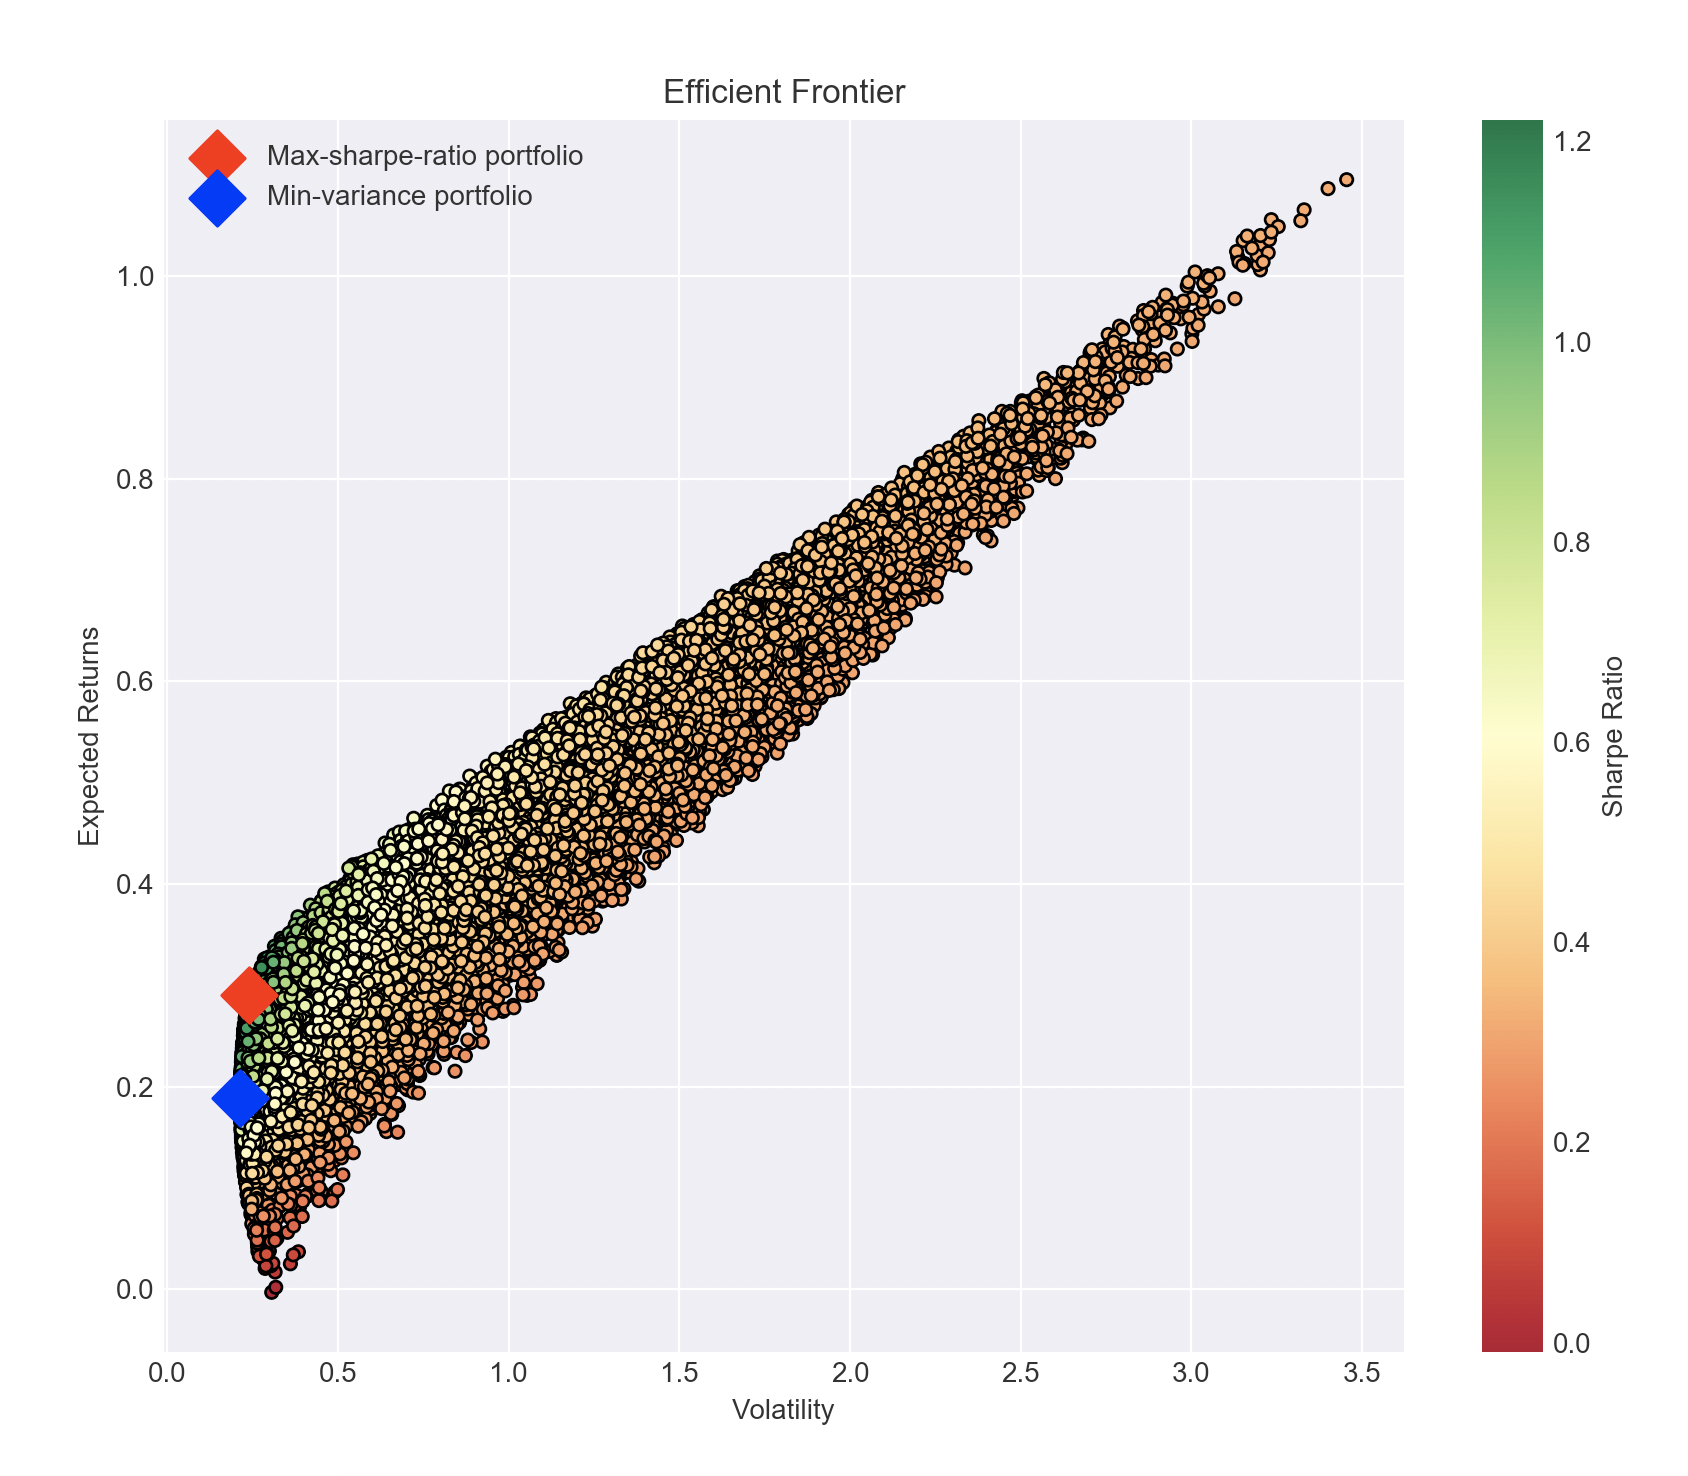 Efficient Frontier
Max-sharpe-ratio portfolio
Min-variance portfolio
1.0
0.8
0.6
0.4
0.2
0.0
Expected Returns
0.0 0.5 1.0 1.5 2.0 2.5 3.0 3.5
Volatility
1.2
1.0
0.8
0.6
0.4
0.2
0.0
Sharpe Ratio